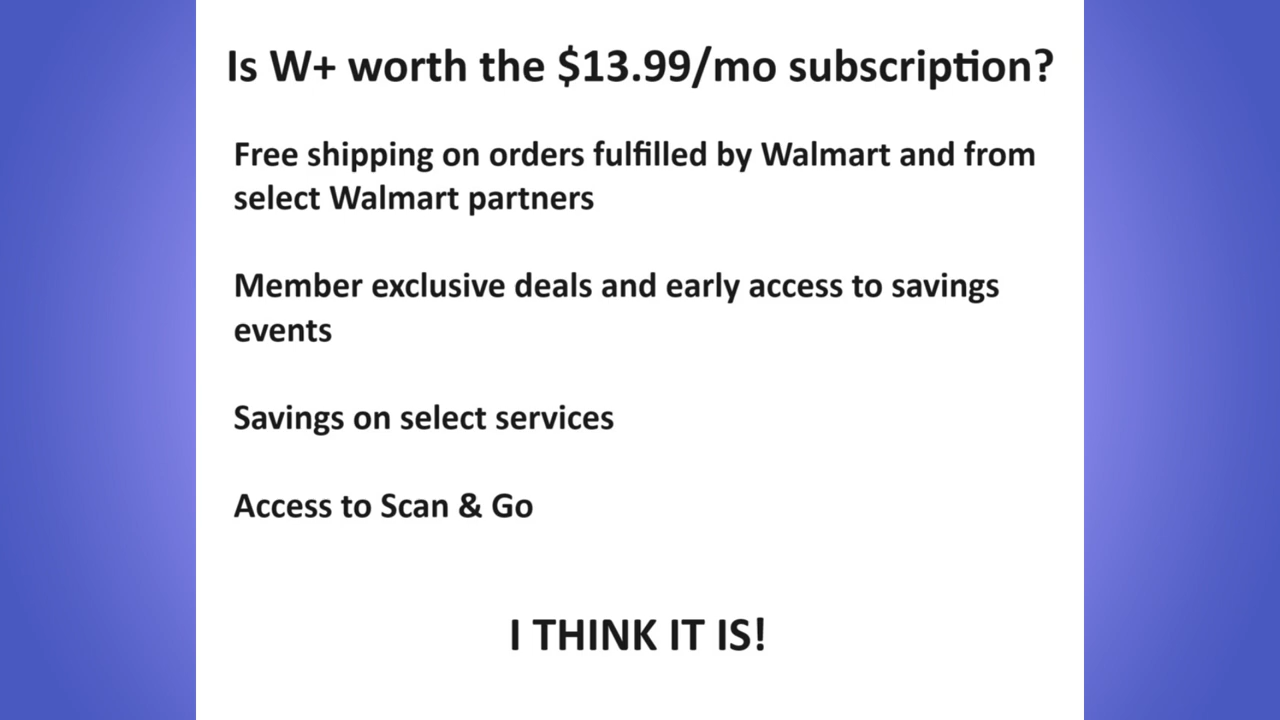 Is W+ worth the $13.99/mo subscription?
Free shipping on orders fulfilled by Walmart and from
select Walmart partners
Member exclusive deals and early access to savings
events
Savings on select services
Access to Scan & Go
I THINK IT IS!